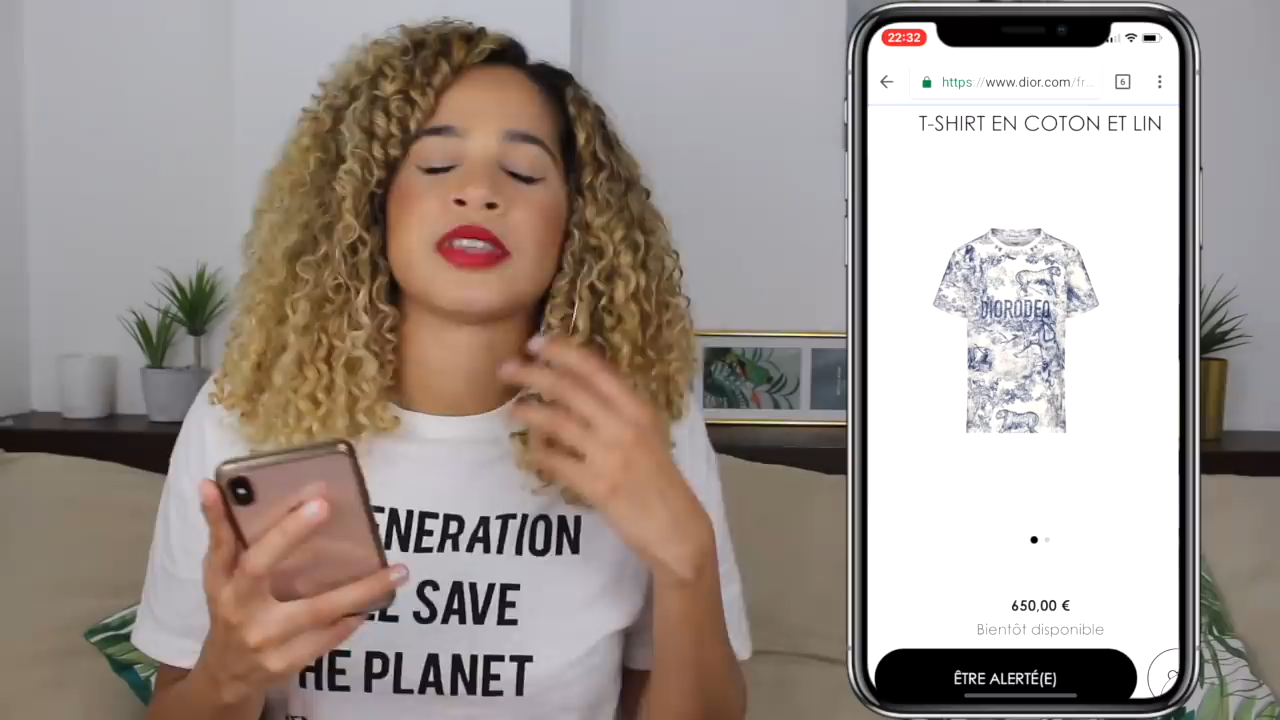 ENERATION
SAVE
HE PLANET
22:32
https://www.dior.com/fr...
6
T-SHIRT EN COTON ET LIN
DIORODEO
650,00 €
Bientôt disponible
ÊTRE ALERTÉ(E)